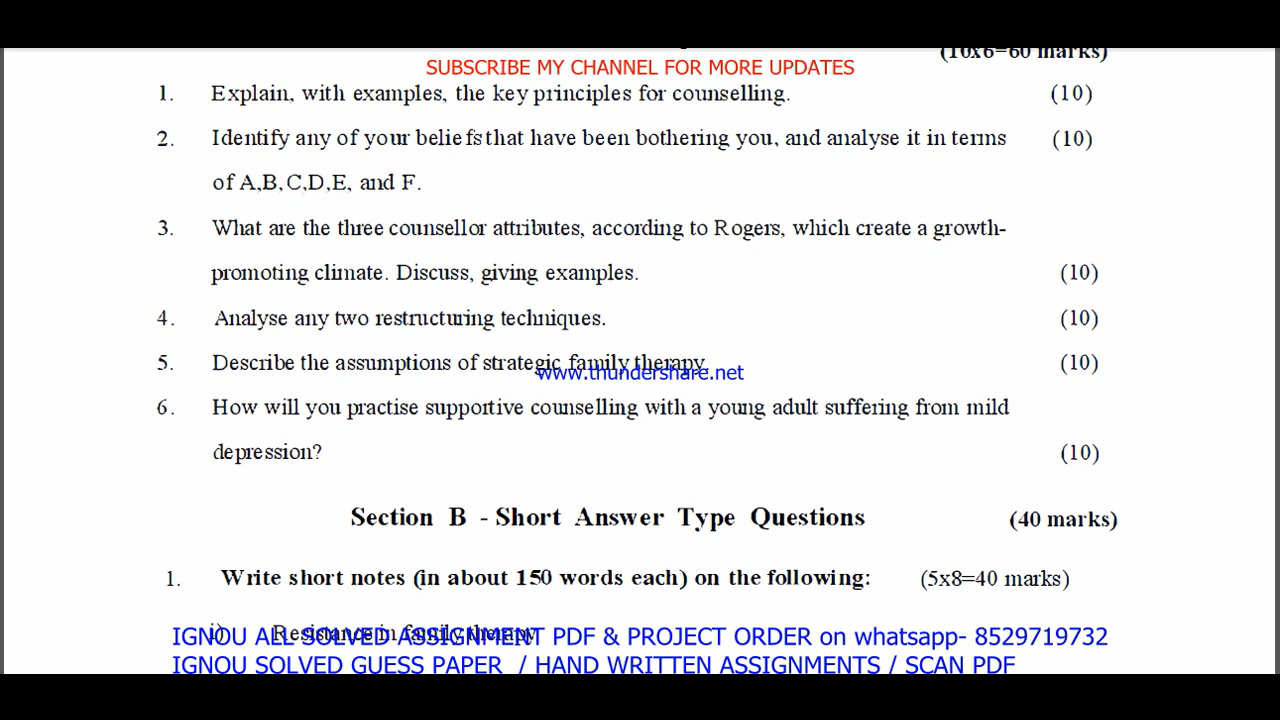 (10x6=60 marks)
SUBSCRIBE MY CHANNEL FOR MORE UPDATES
1. Explain, with examples, the key principles for counselling. (10)
2. Identify any of your beliefs that have been bothering you, and analyse it in terms (10)
of A,B,C,D,E, and F.
3. What are the three counsellor attributes, according to Rogers, which create a growth-
promoting climate. Discuss, giving examples. (10)
4. Analyse any two restructuring techniques. (10)
5. Describe the assumptions of strategic family therapy. (10)
www.thundershare.net
6. How will you practise supportive counselling with a young adult suffering from mild
depression? (10)
Section B - Short Answer Type Questions (40 marks)
1. Write short notes (in about 150 words each) on the following: (5x8=40 marks)
i) Resistance in family therapy
IGNOU ALL SOLVED ASSIGNMENT PDF & PROJECT ORDER on whatsapp- 8529719732
IGNOU SOLVED GUESS PAPER / HAND WRITTEN ASSIGNMENTS / SCAN PDF